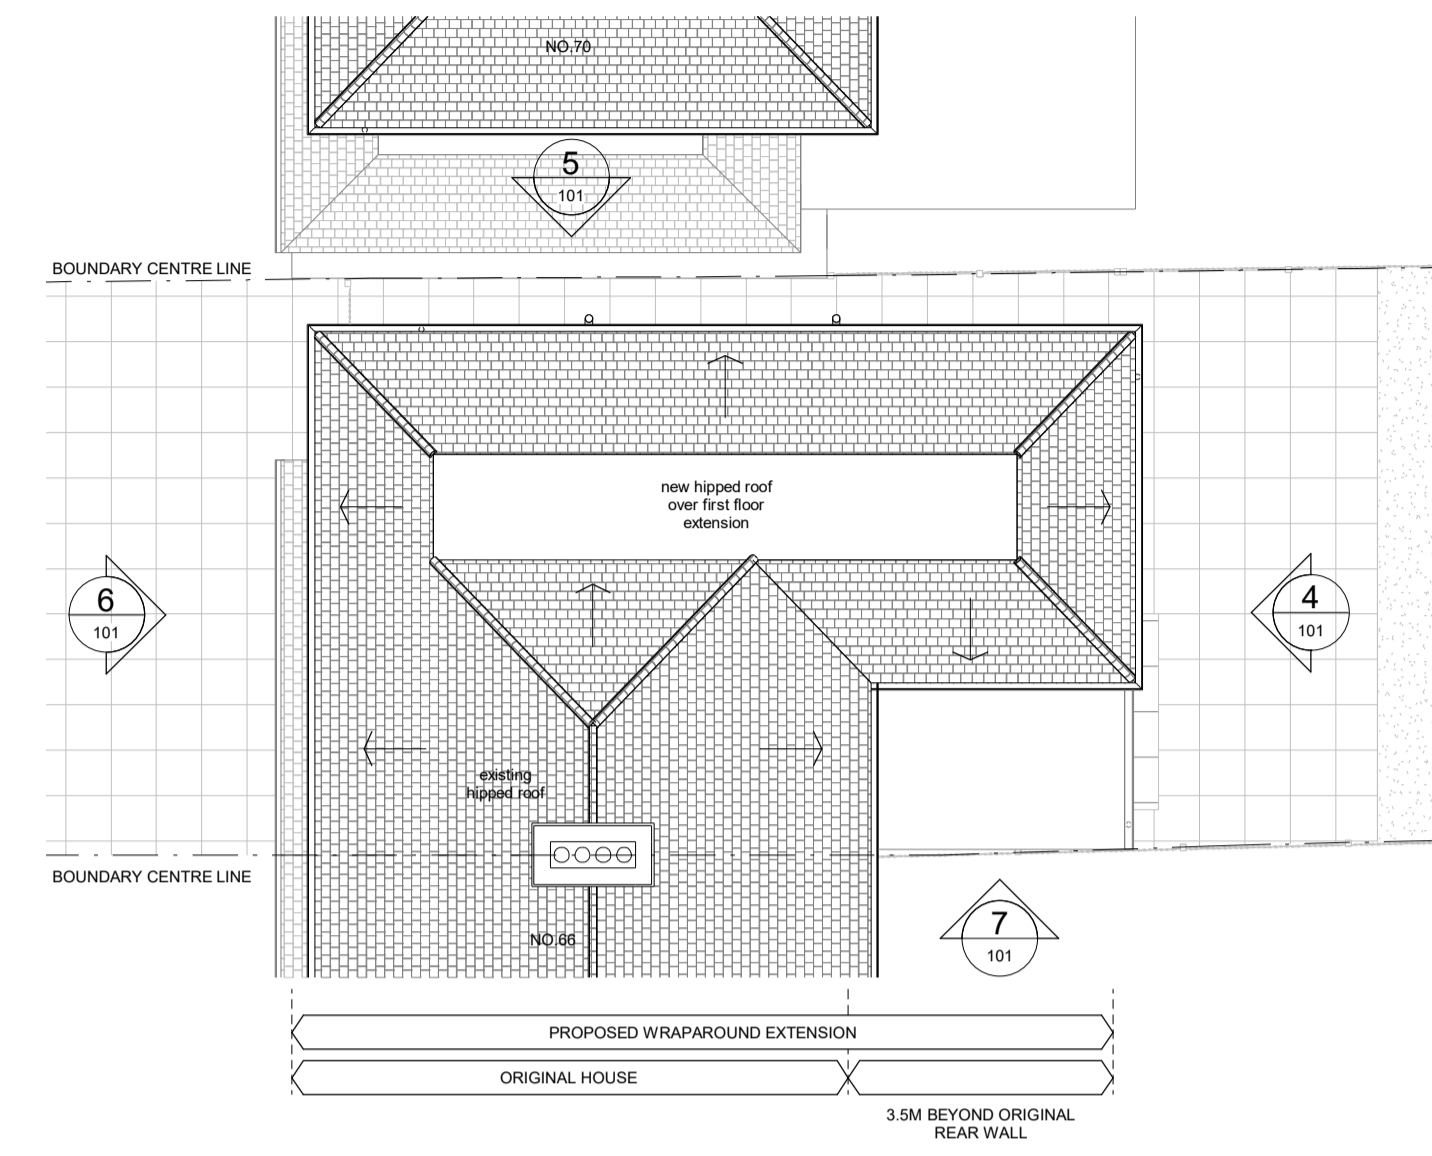 NO.70
5
101
BOUNDARY CENTRE LINE
new hipped roof
over first floor
extension
6
101
4
101
existing
hipped roof
BOUNDARY CENTRE LINE
NO.66
7
101
PROPOSED WRAPAROUND EXTENSION
ORIGINAL HOUSE
3.5M BEYOND ORIGINAL
REAR WALL